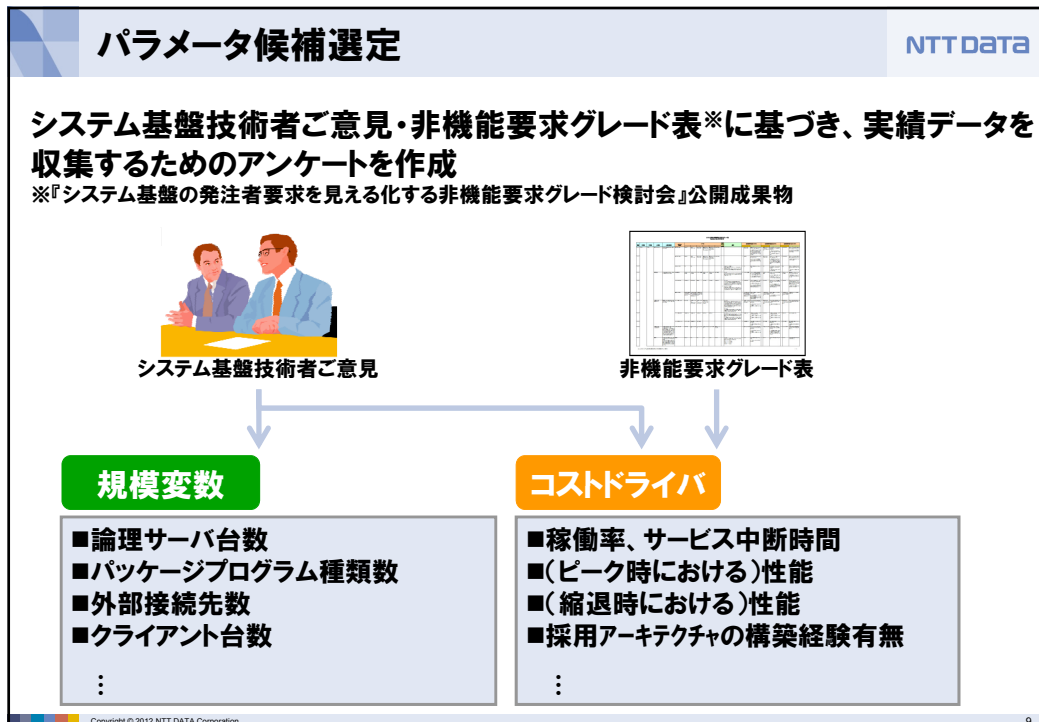 パラメータ候補選定
NTT DATA
システム基盤技術者ご意見・非機能要求グレード表※に基づき、実績データを
収集するためのアンケートを作成
※『システム基盤の発注者要求を見える化する非機能要求グレード検討会』公開成果物
システム基盤技術者ご意見
非機能要求グレード表
規模変数
■論理サーバ台数
■パッケージプログラム種類数
■外部接続先数
■クライアント台数
⋮
コストドライバ
■稼働率、サービス中断時間
■(ピーク時における)性能
■(縮退時における)性能
■採用アーキテクチャの構築経験有無
⋮
Copyright © 2012 NTT DATA Corporation
9